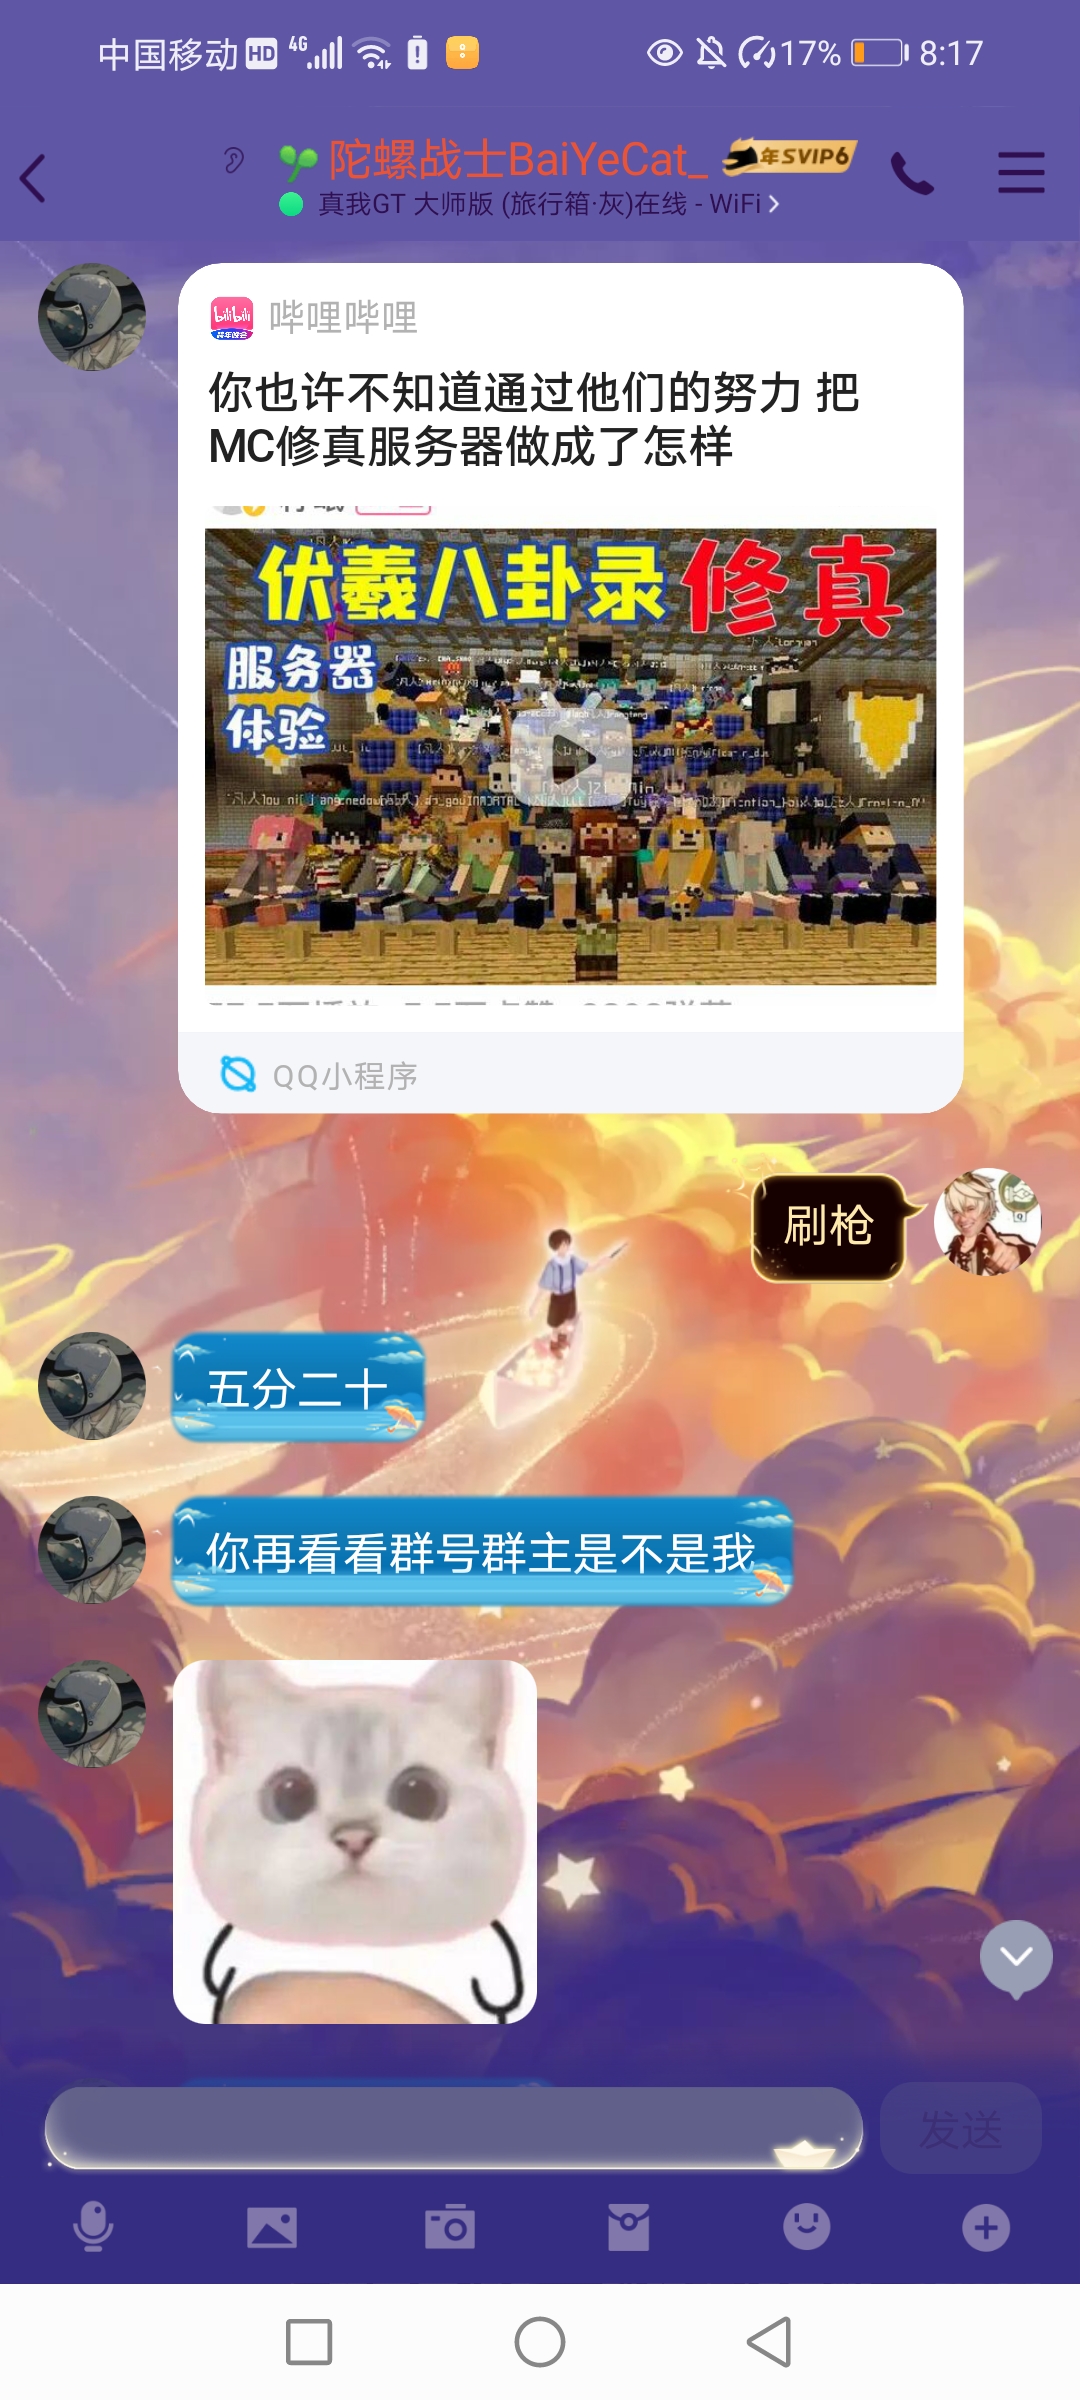 中国移动 HD 4G 17% 8:17
陀螺战士BaiYeCat_ 年SVIP6
真我GT 大师版 (旅行箱·灰)在线 - WiFi
bilibili 哔哩哔哩
你也许不知道通过他们的努力 把
MC修真服务器做成了怎样
伏羲八卦录修真
服务器
体验
QQ小程序
刷枪
五分二十
你再看看群号群主是不是我
发送